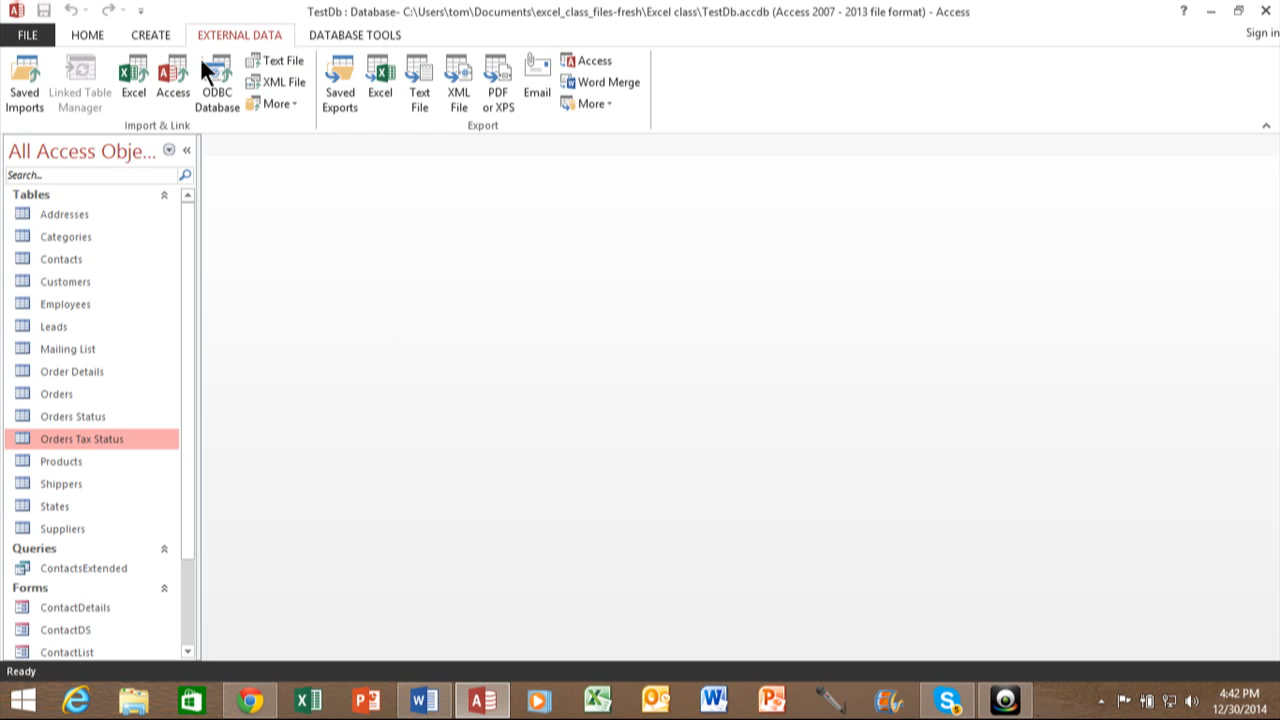 TestDb : Database- C:\Users\tom\Documents\excel_class_files-fresh\Excel class\TestDb.accdb (Access 2007 - 2013 file format) - Access
FILE HOME CREATE EXTERNAL DATA DATABASE TOOLS Sign in
Saved Imports
Linked Table Manager
Excel
Access
ODBC Database
Text File
XML File
More
Import & Link
Saved Exports
Excel
Text File
XML File
PDF or XPS
Email
Access
Word Merge
More
Export
All Access Obje...
Search...
Tables
Addresses
Categories
Contacts
Customers
Employees
Leads
Mailing List
Order Details
Orders
Orders Status
Orders Tax Status
Products
Shippers
States
Suppliers
Queries
ContactsExtended
Forms
ContactDetails
ContactDS
ContactList
Ready
4:42 PM
12/30/2014